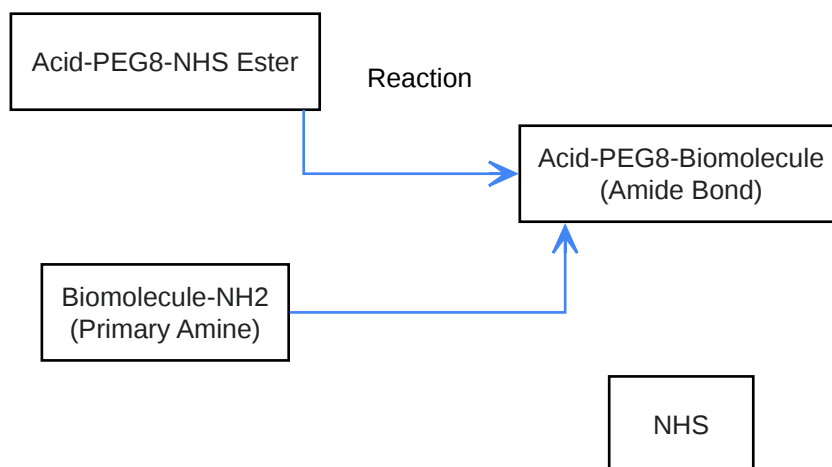 Acid-PEG8-NHS Ester
Reaction
Acid-PEG8-Biomolecule
(Amide Bond)
Biomolecule-NH2
(Primary Amine)
NHS